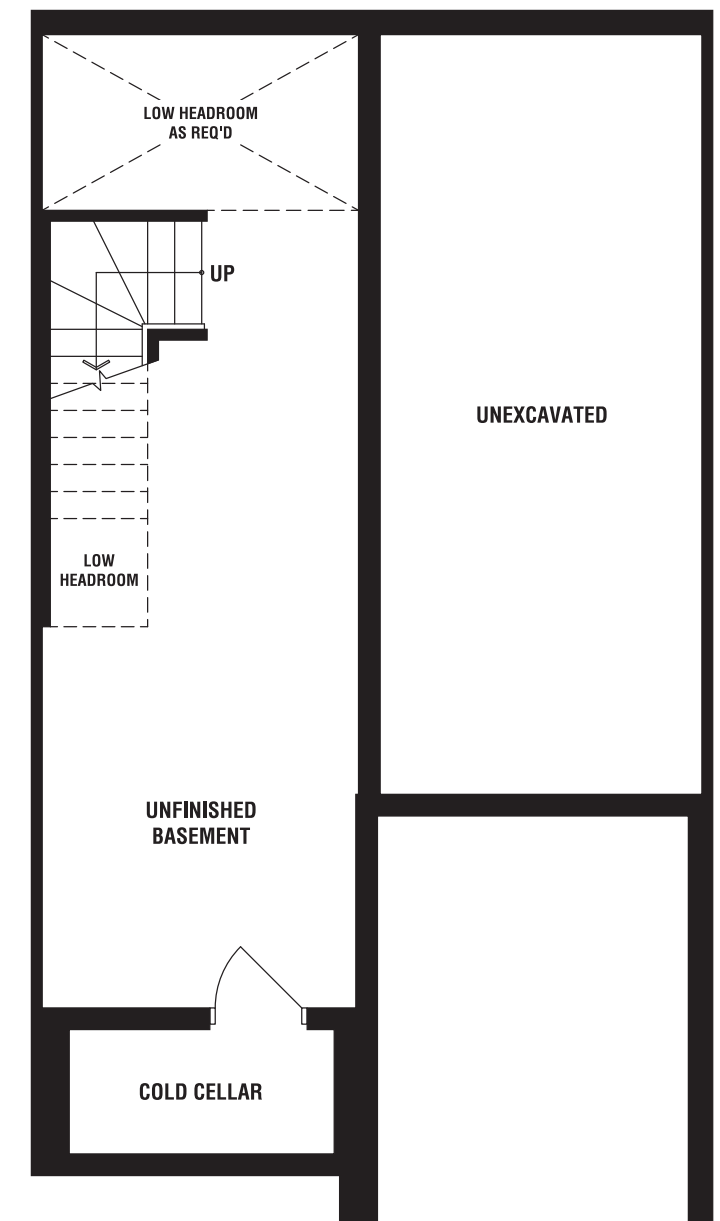 LOW HEADROOM
AS REQ'D
UP
UNEXCAVATED
LOW
HEADROOM
UNFINISHED
BASEMENT
COLD CELLAR